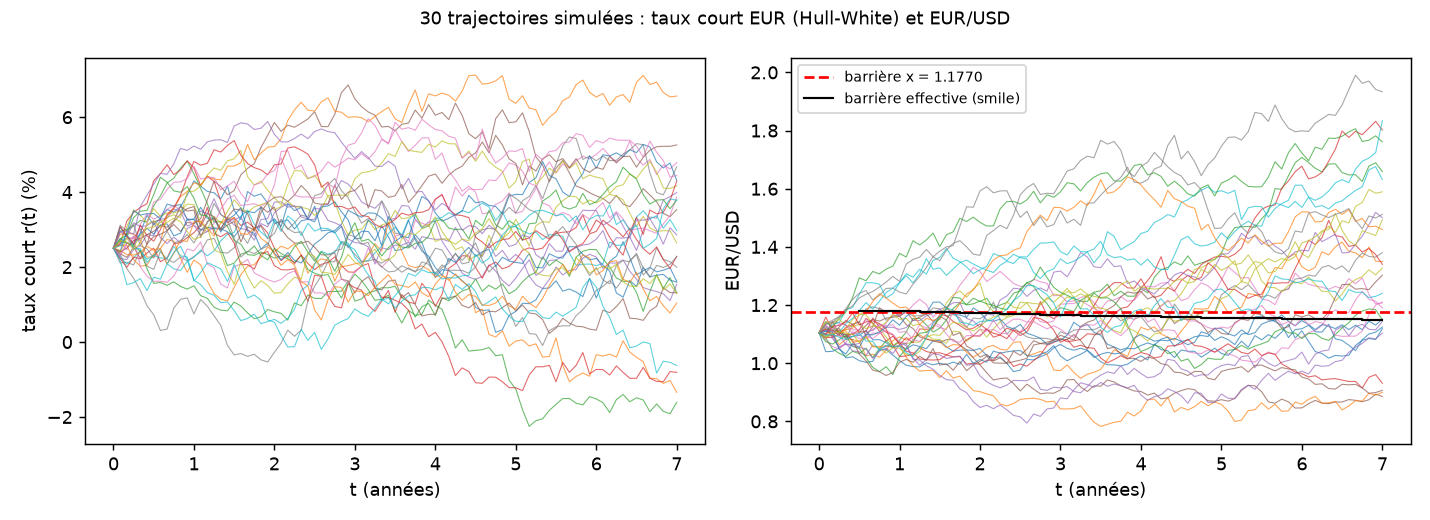 30 trajectoires simulées : taux court EUR (Hull-White) et EUR/USD
taux court r(t) (%)
6
4
2
0
−2
0 1 2 3 4 5 6 7
t (années)
EUR/USD
2.0
1.8
1.6
1.4
1.2
1.0
0.8
barrière x = 1.1770
barrière effective (smile)
0 1 2 3 4 5 6 7
t (années)